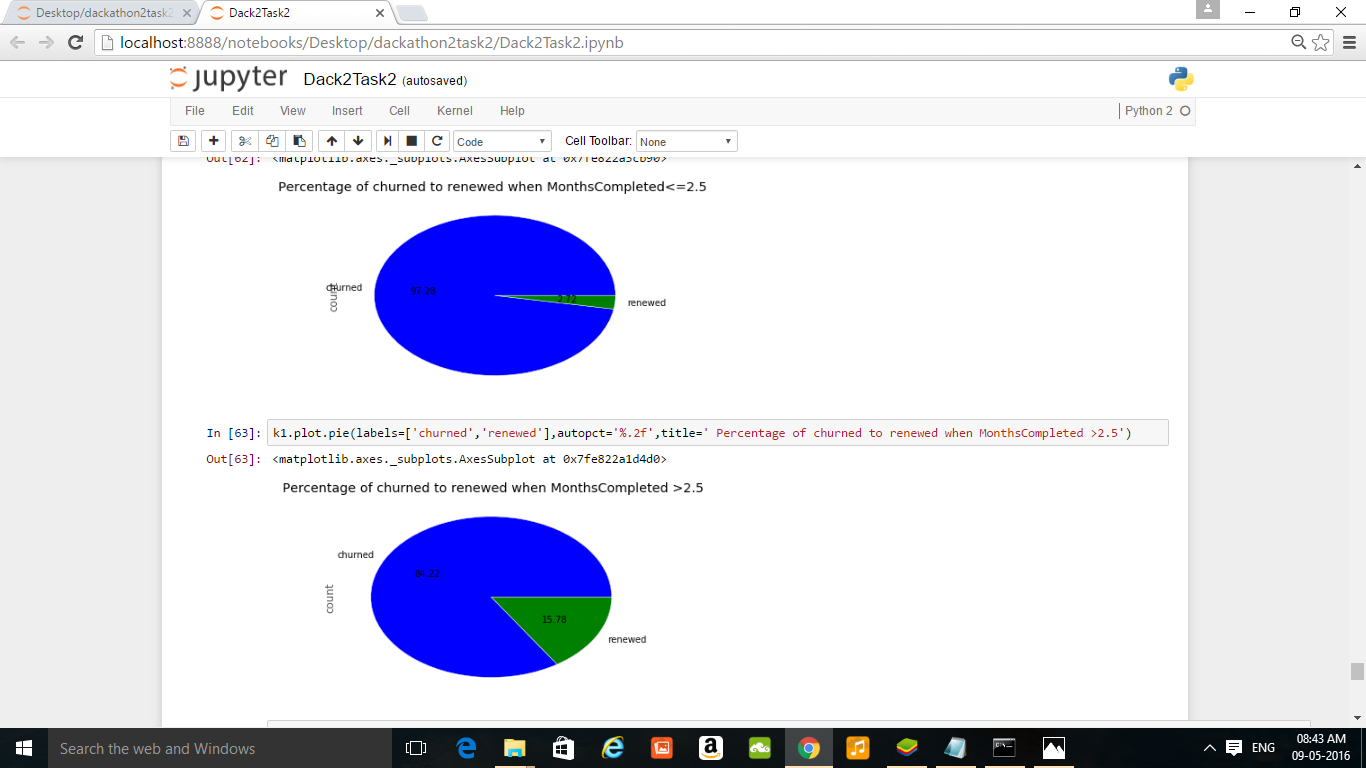 Desktop/dackathon2task2
Dack2Task2
localhost:8888/notebooks/Desktop/dackathon2task2/Dack2Task2.ipynb
jupyter Dack2Task2 (autosaved)
File Edit View Insert Cell Kernel Help Python 2
Code Cell Toolbar: None
Out[62]: <matplotlib.axes._subplots.AxesSubplot at 0x7fe822a3cb90>
Percentage of churned to renewed when MonthsCompleted<=2.5
churned
97.28
2.72
renewed
count
In [63]: k1.plot.pie(labels=['churned','renewed'],autopct='%.2f',title=' Percentage of churned to renewed when MonthsCompleted >2.5')
Out[63]: <matplotlib.axes._subplots.AxesSubplot at 0x7fe822a1d4d0>
Percentage of churned to renewed when MonthsCompleted >2.5
churned
84.22
count
15.78
renewed
Search the web and Windows
ENG
08:43 AM
09-05-2016